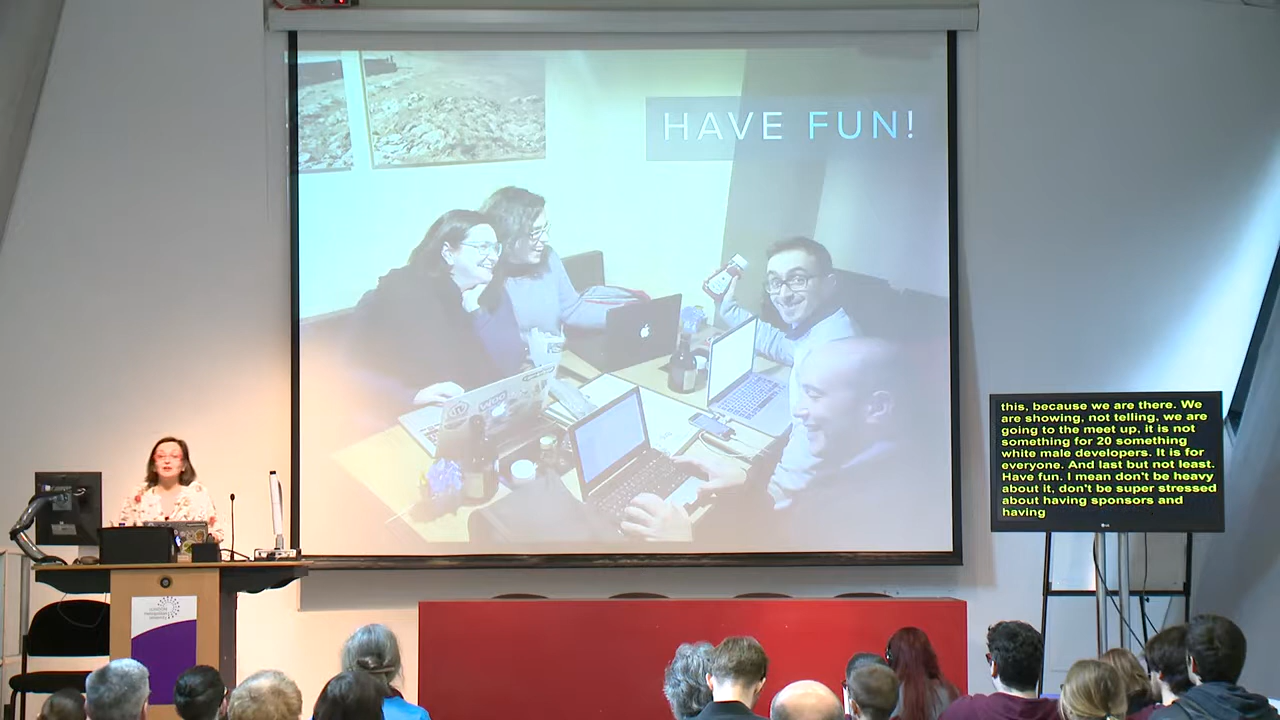 HAVE FUN!
this, because we are there. We
are showing, not telling, we are
going to the meet up, it is not
something for 20 something
white male developers. It is for
everyone. And last but not least.
Have fun. I mean don't be heavy
about it, don't be super stressed
about having sponsors and
having